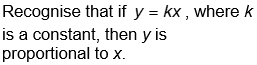 Recognise that if y = kx , where k
is a constant, then y is
proportional to x.